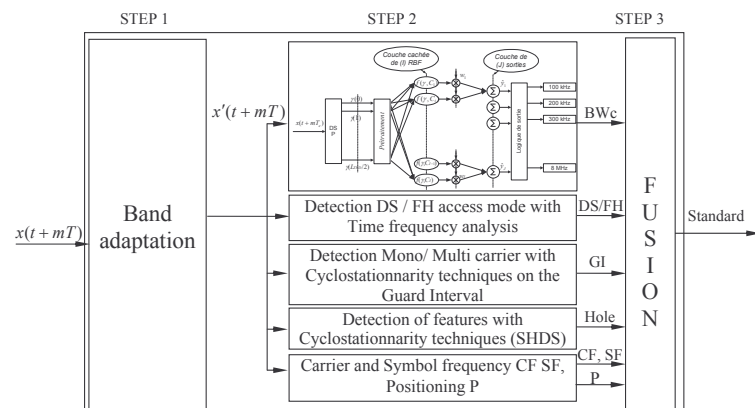 STEP 1
STEP 2
STEP 3
x(t + mT)
Band
adaptation
x′(t + mT)
Couche cachée
de (I) RBF
Couche de
(J) sorties
DS
P
Prétraitement
Logique de sortie
100 kHz
200 kHz
300 kHz
8 MHz
BWc
Detection DS / FH access mode with
Time frequency analysis
DS/FH
Detection Mono/ Multi carrier with
Cyclostationnarity techniques on the
Guard Interval
GI
Detection of features with
Cyclostationnarity techniques (SHDS)
Hole
Carrier and Symbol frequency CF SF,
Positioning P
CF, SF
P
FUSION
Standard